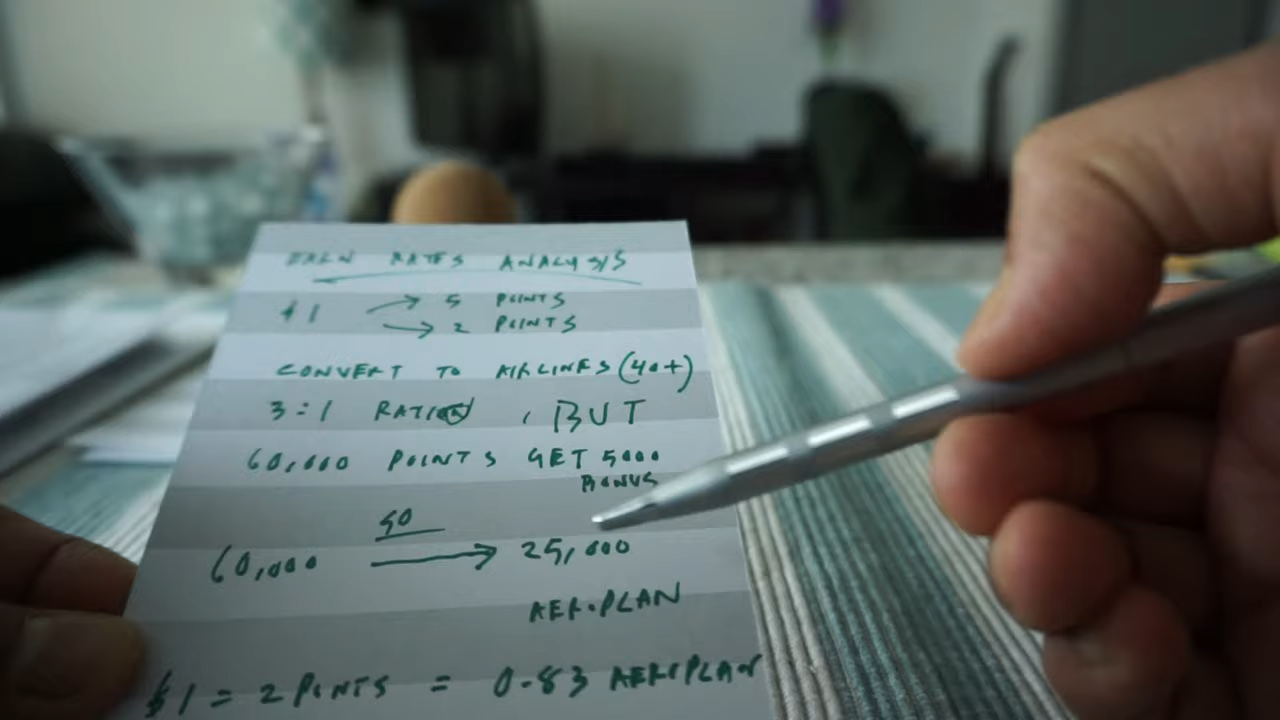 EARN RATES ANALYSIS
$1 → 5 POINTS
→ 2 POINTS
CONVERT TO AIRLINES (40+)
3:1 RATIO , BUT
60,000 POINTS GET 5000
BONUS
SO
60,000 → 25,000
AEROPLAN
$1 = 2 POINTS = 0.83 AEROPLAN